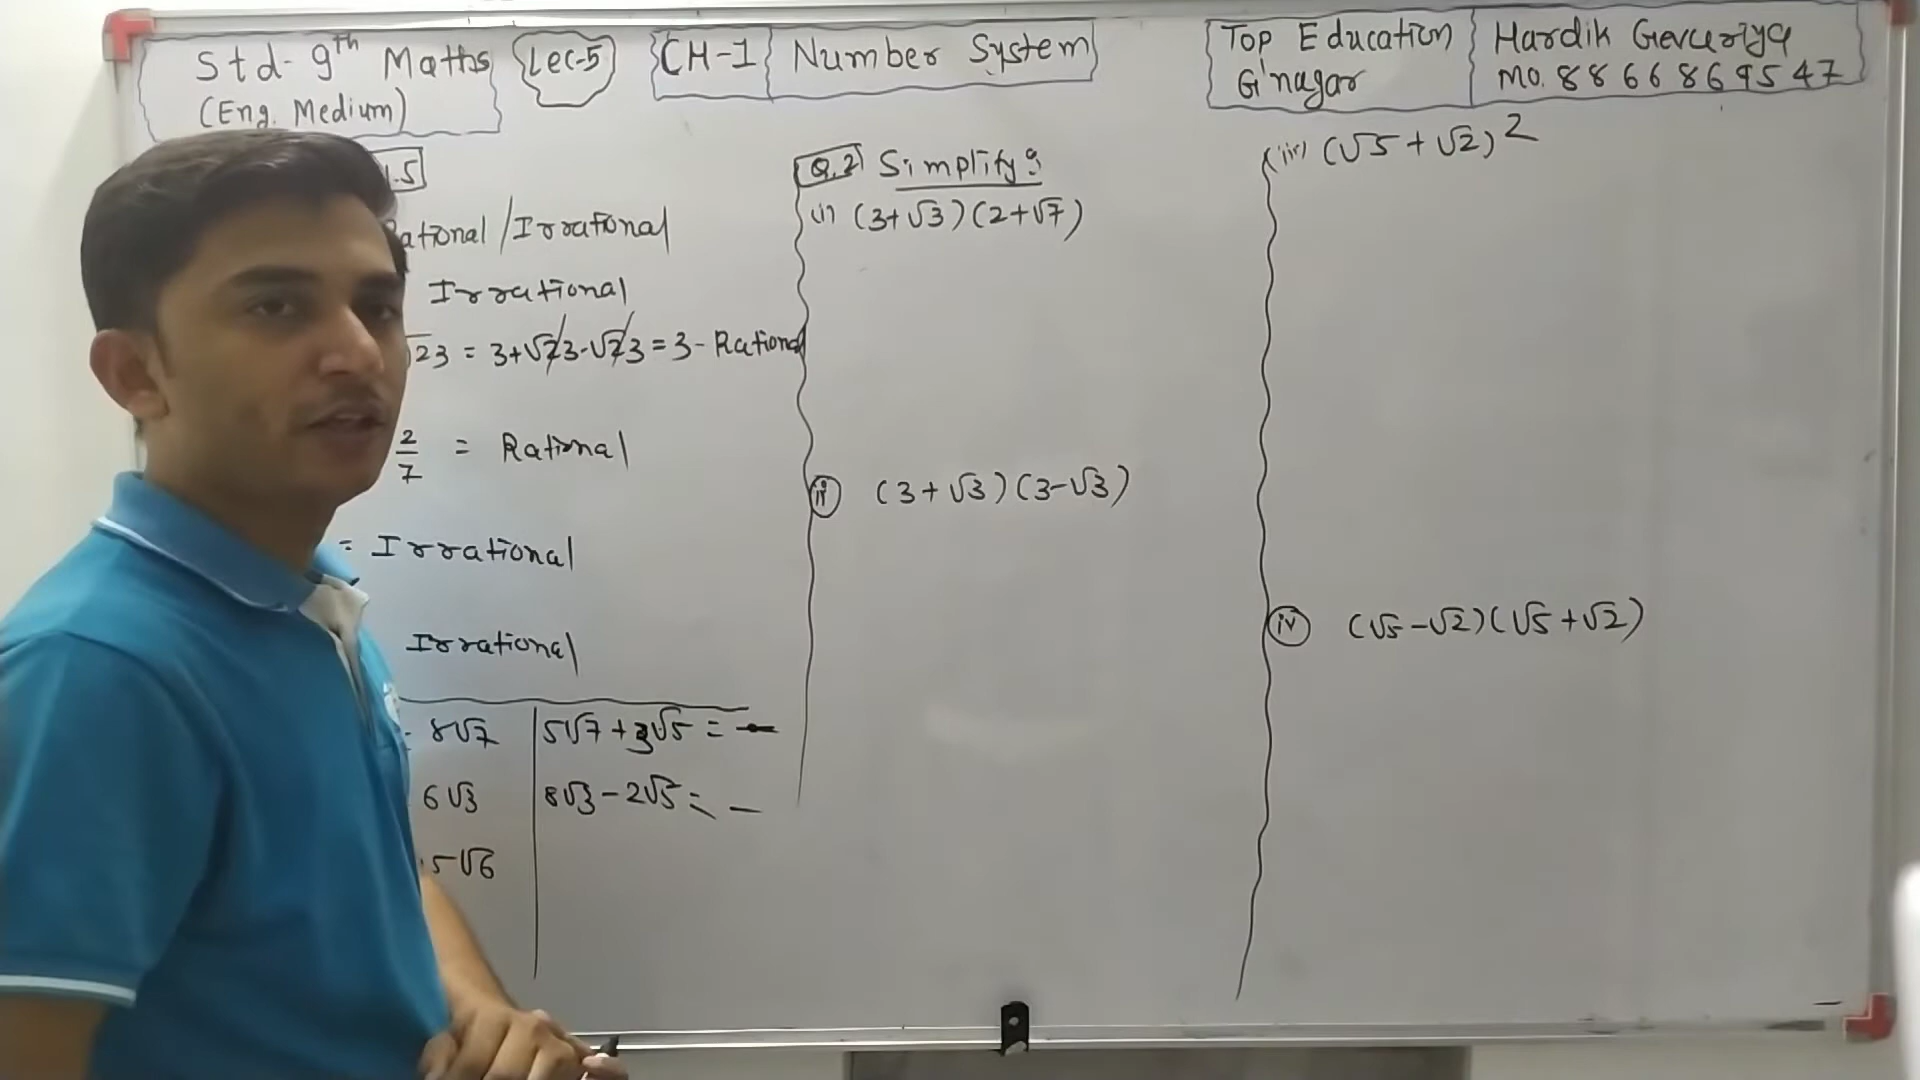 Std- 9th Maths
(Eng. Medium)
Lec-5
CH-1 Number System
Top Education
G'nagar
Hardik Gevariya
Mo. 8866869547
1.5
Rational / Irrational
Irrational
√23 = 3+√23-√23 = 3 - Rational
2/7 = Rational
= Irrational
Irrational
= 8√7
6√3
5√6
5√7 + 3√5 = -
8√3 - 2√5 = -
Q.2 Simplify:
(i) (3+√3)(2+√7)
(ii) (3+√3)(3-√3)
(iii) (√5+√2)²
(iv) (√5-√2)(√5+√2)